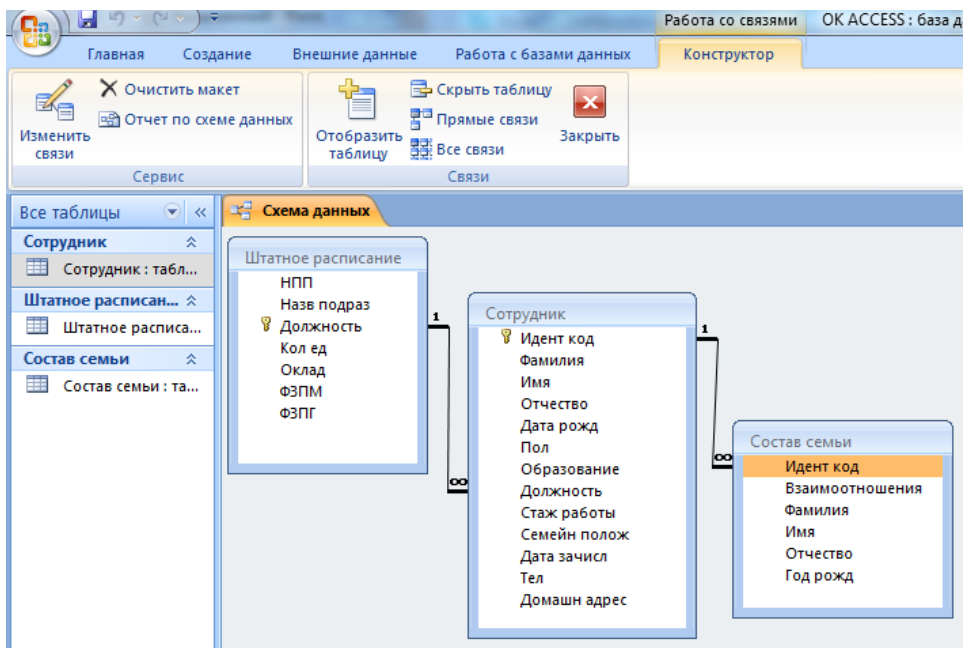 Работа со связями
OK ACCESS : база д
Главная
Создание
Внешние данные
Работа с базами данных
Конструктор
Изменить связи
Очистить макет
Отчет по схеме данных
Сервис
Отобразить таблицу
Скрыть таблицу
Прямые связи
Все связи
Закрыть
Связи
Все таблицы
Сотрудник
Сотрудник : табл...
Штатное расписан...
Штатное расписа...
Состав семьи
Состав семьи : та...
Схема данных
Штатное расписание
НПП
Назв подраз
Должность
Кол ед
Оклад
ФЗПМ
ФЗПГ
1
∞
Сотрудник
Идент код
Фамилия
Имя
Отчество
Дата рожд
Пол
Образование
Должность
Стаж работы
Семейн полож
Дата зачисл
Тел
Домашн адрес
1
∞
Состав семьи
Идент код
Взаимоотношения
Фамилия
Имя
Отчество
Год рожд